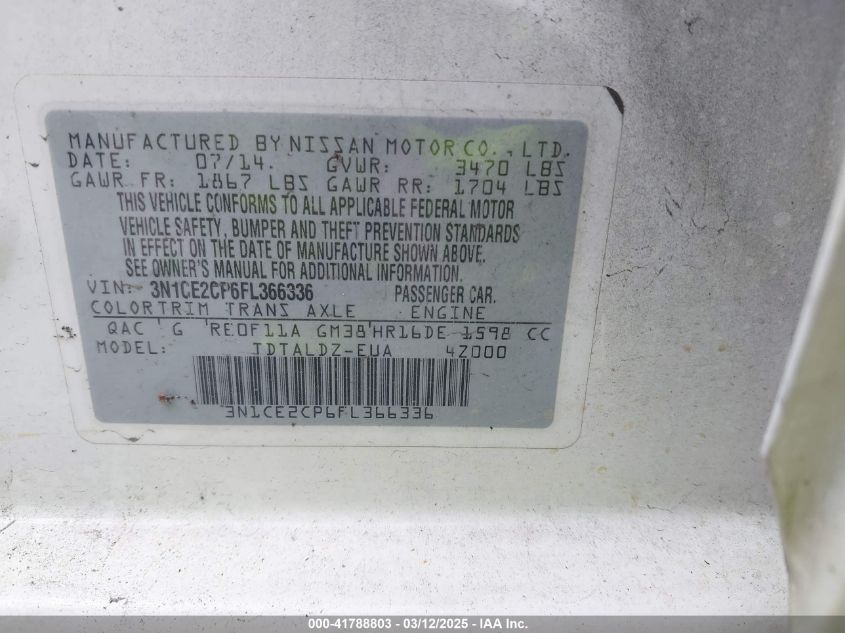 MANUFACTURED BY NISSAN MOTOR CO., LTD.
DATE: 07/14. GVWR: 3470 LBS
GAWR FR: 1867 LBS GAWR RR: 1704 LBS
THIS VEHICLE CONFORMS TO ALL APPLICABLE FEDERAL MOTOR
VEHICLE SAFETY, BUMPER AND THEFT PREVENTION STANDARDS
IN EFFECT ON THE DATE OF MANUFACTURE SHOWN ABOVE.
SEE OWNER'S MANUAL FOR ADDITIONAL INFORMATION.
VIN: 3N1CE2CP6FL366336 PASSENGER CAR.
COLOR TRIM TRANS AXLE ENGINE
QAC G RE0F11A GM38 HR16DE 1598 CC
MODEL: TDTALDZ-EUA 4Z000
3N1CE2CP6FL366336
000-41788803 - 03/12/2025 - IAA Inc.